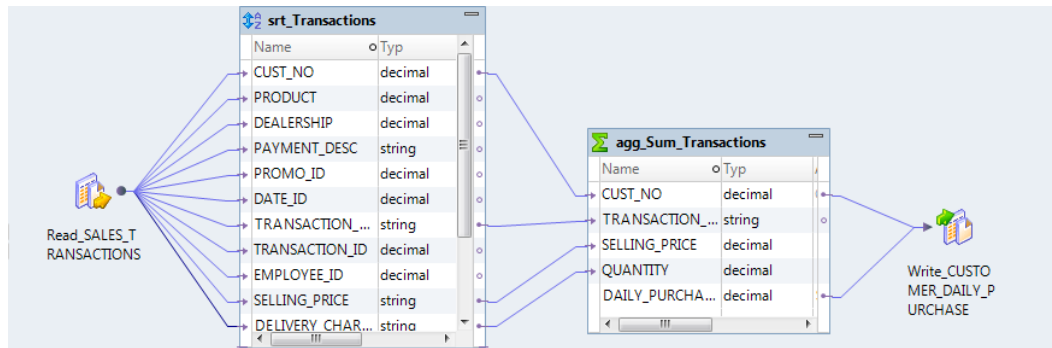 srt_Transactions
Name Typ
CUST_NO decimal
PRODUCT decimal
DEALERSHIP decimal
PAYMENT_DESC string
PROMO_ID decimal
DATE_ID decimal
TRANSACTION_... string
TRANSACTION_ID decimal
EMPLOYEE_ID decimal
SELLING_PRICE string
DELIVERY_CHAR... string
Read_SALES_T
RANSACTIONS
agg_Sum_Transactions
Name Typ
CUST_NO decimal
TRANSACTION_... string
SELLING_PRICE decimal
QUANTITY decimal
DAILY_PURCHA... decimal
Write_CUSTO
MER_DAILY_P
URCHASE